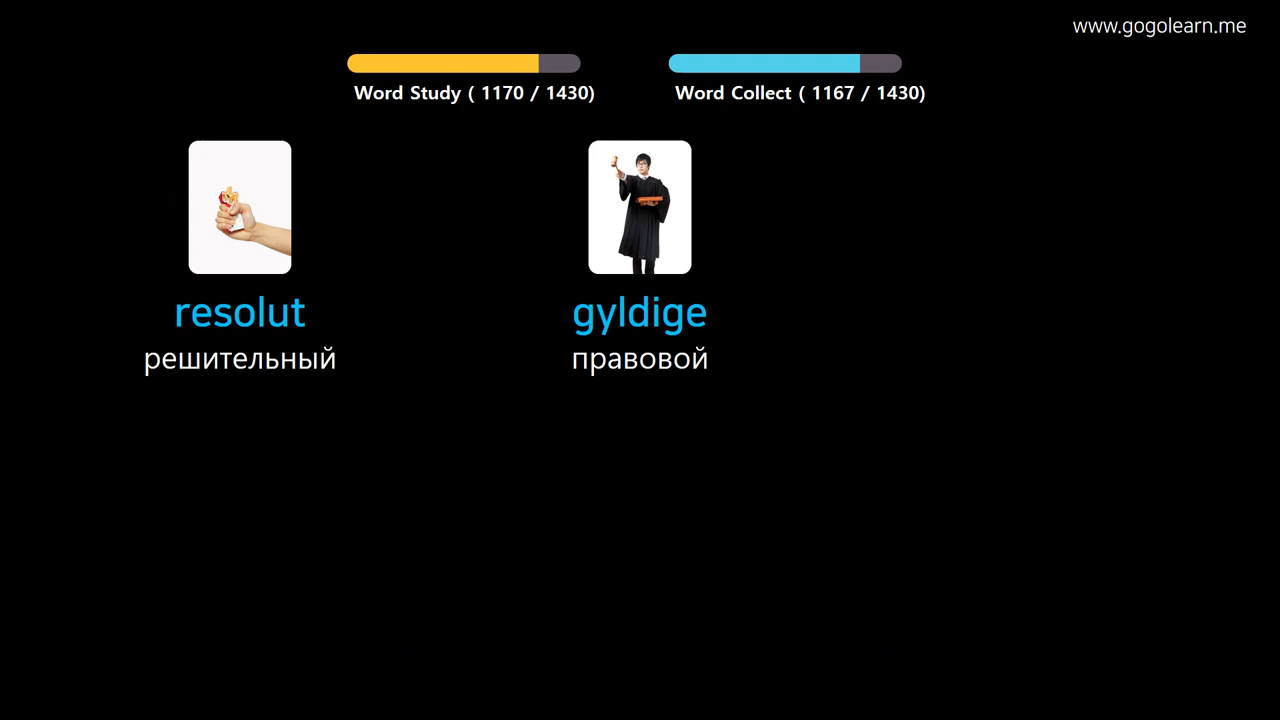 www.gogolearn.me
Word Study ( 1170 / 1430)
Word Collect ( 1167 / 1430)
resolut
решительный
gyldige
правовой